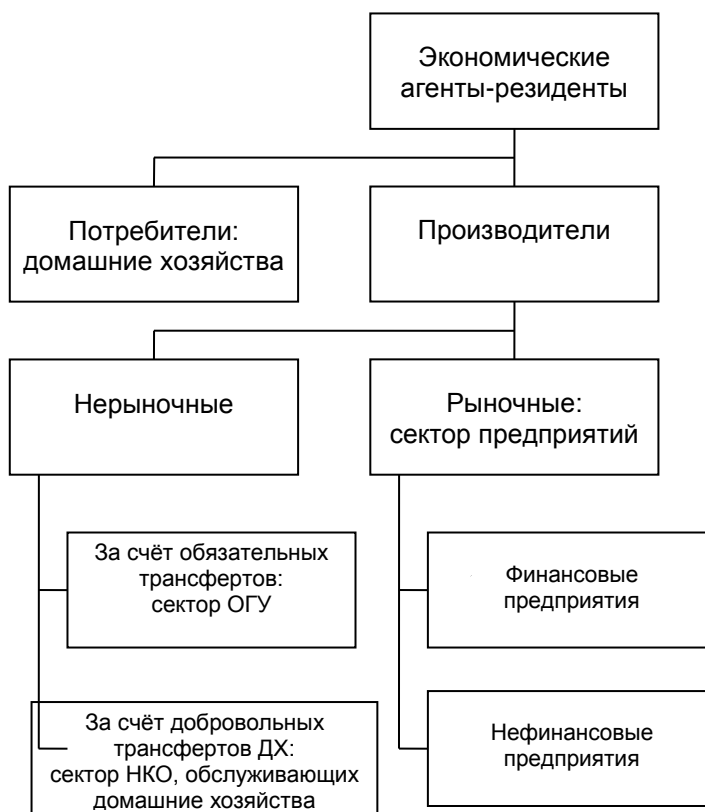 Экономические
агенты-резиденты
Потребители:
домашние хозяйства
Производители
Нерыночные
Рыночные:
сектор предприятий
За счёт обязательных
трансфертов:
сектор ОГУ
Финансовые
предприятия
За счёт добровольных
трансфертов ДХ:
сектор НКО, обслуживающих
домашние хозяйства
Нефинансовые
предприятия